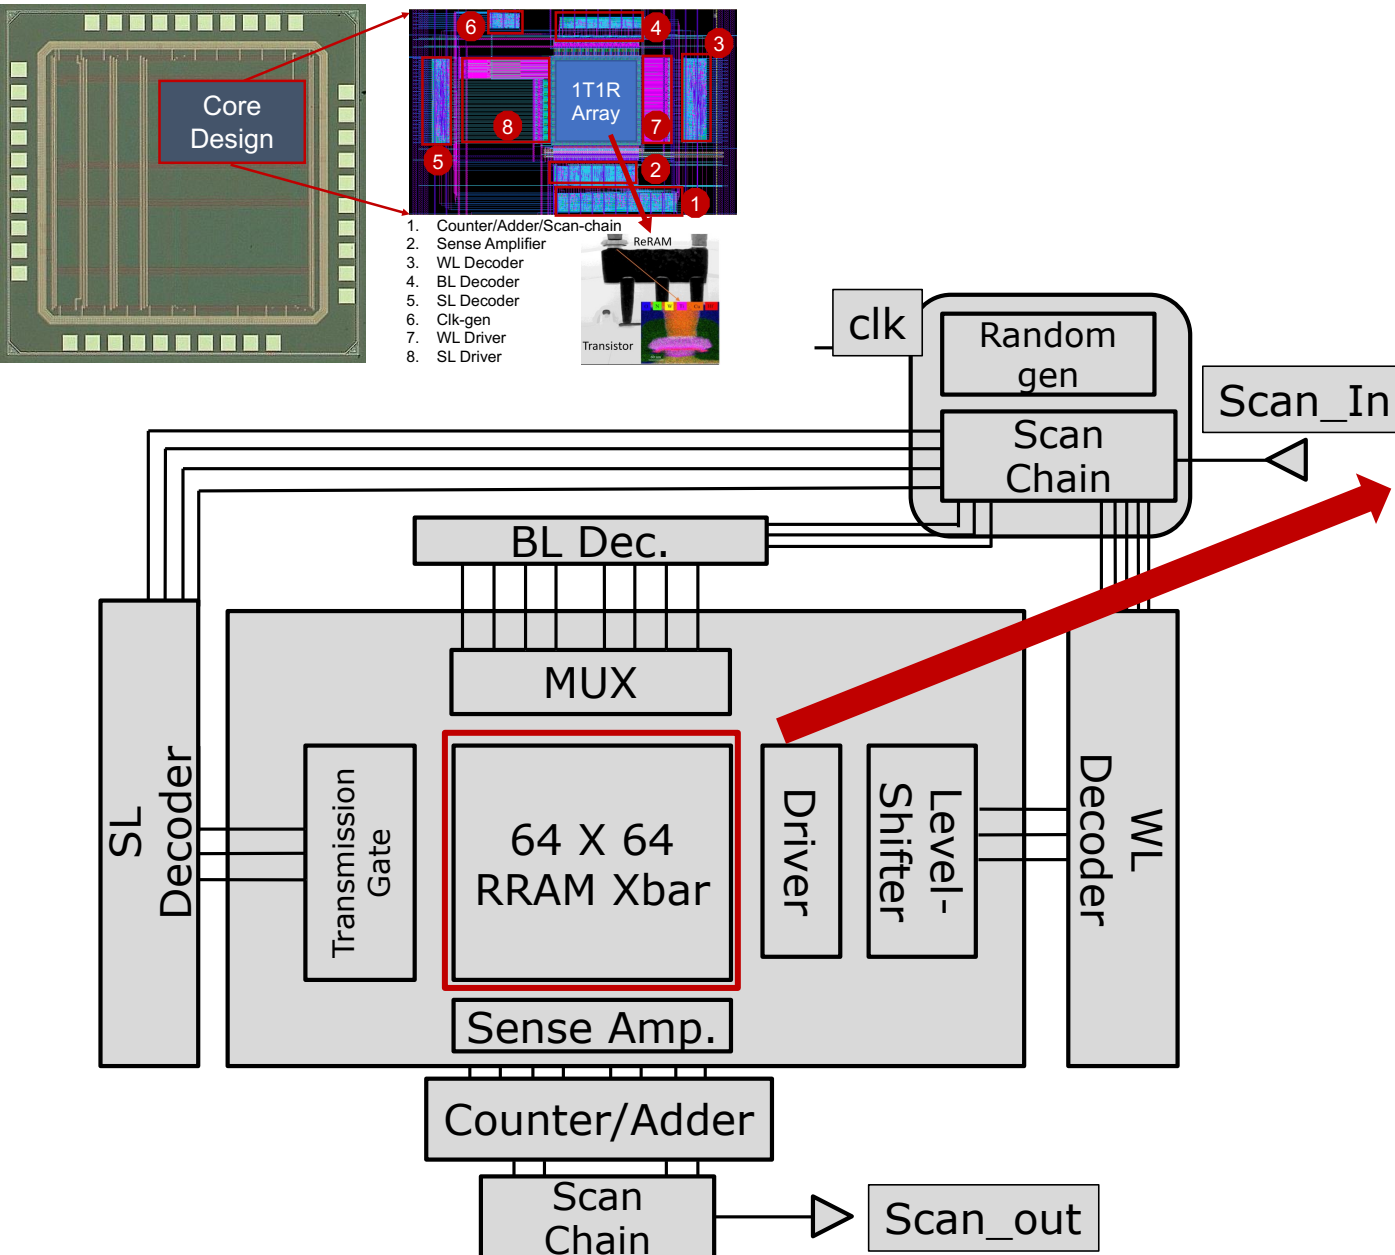 Core
Design
6
4
3
1T1R
Array
8
7
5
2
1
1. Counter/Adder/Scan-chain
2. Sense Amplifier
3. WL Decoder
4. BL Decoder
5. SL Decoder
6. Clk-gen
7. WL Driver
8. SL Driver
ReRAM
Transistor
clk
Random
gen
Scan_In
Scan
Chain
BL Dec.
MUX
SL
Decoder
Transmission
Gate
64 X 64
RRAM Xbar
Driver
Level-
Shifter
WL
Decoder
Sense Amp.
Counter/Adder
Scan
Chain
Scan_out